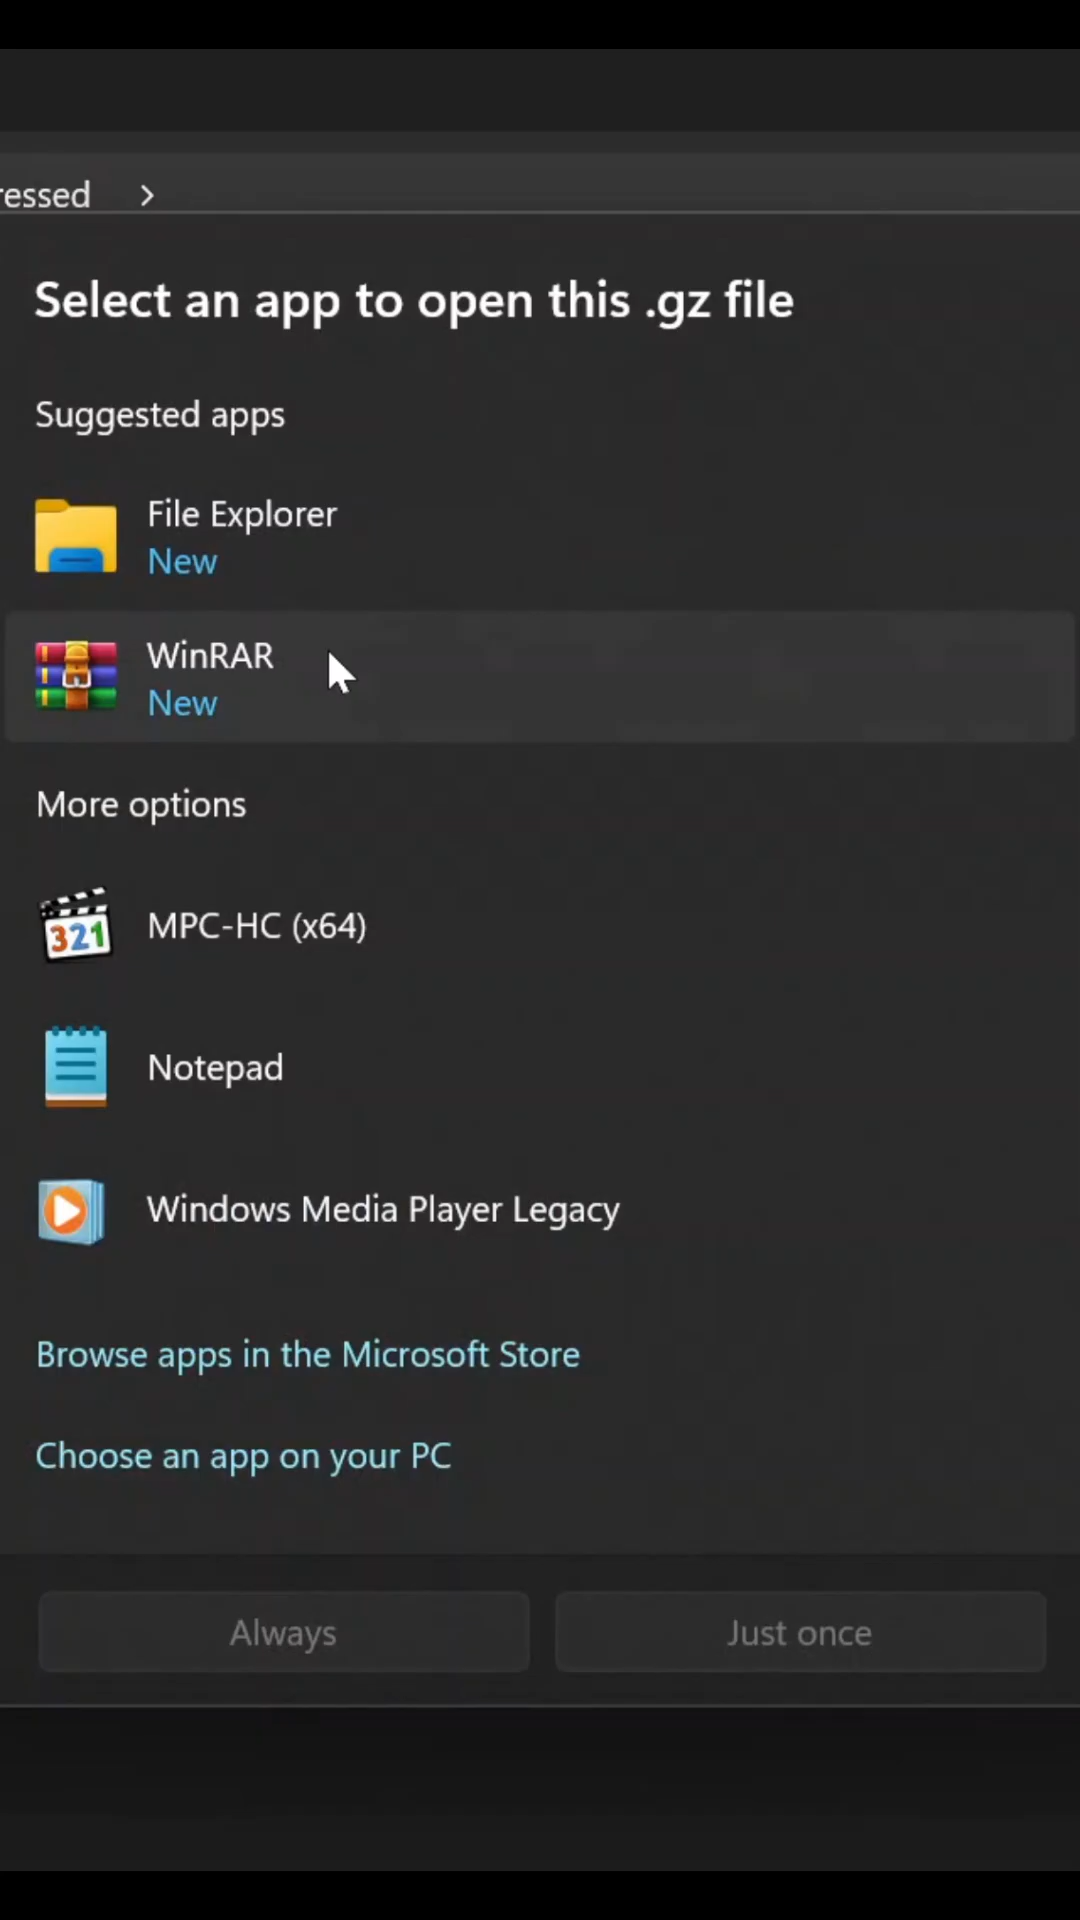 ressed >
Select an app to open this .gz file
Suggested apps
File Explorer
New
WinRAR
New
More options
321
MPC-HC (x64)
Notepad
Windows Media Player Legacy
Browse apps in the Microsoft Store
Choose an app on your PC
Always
Just once